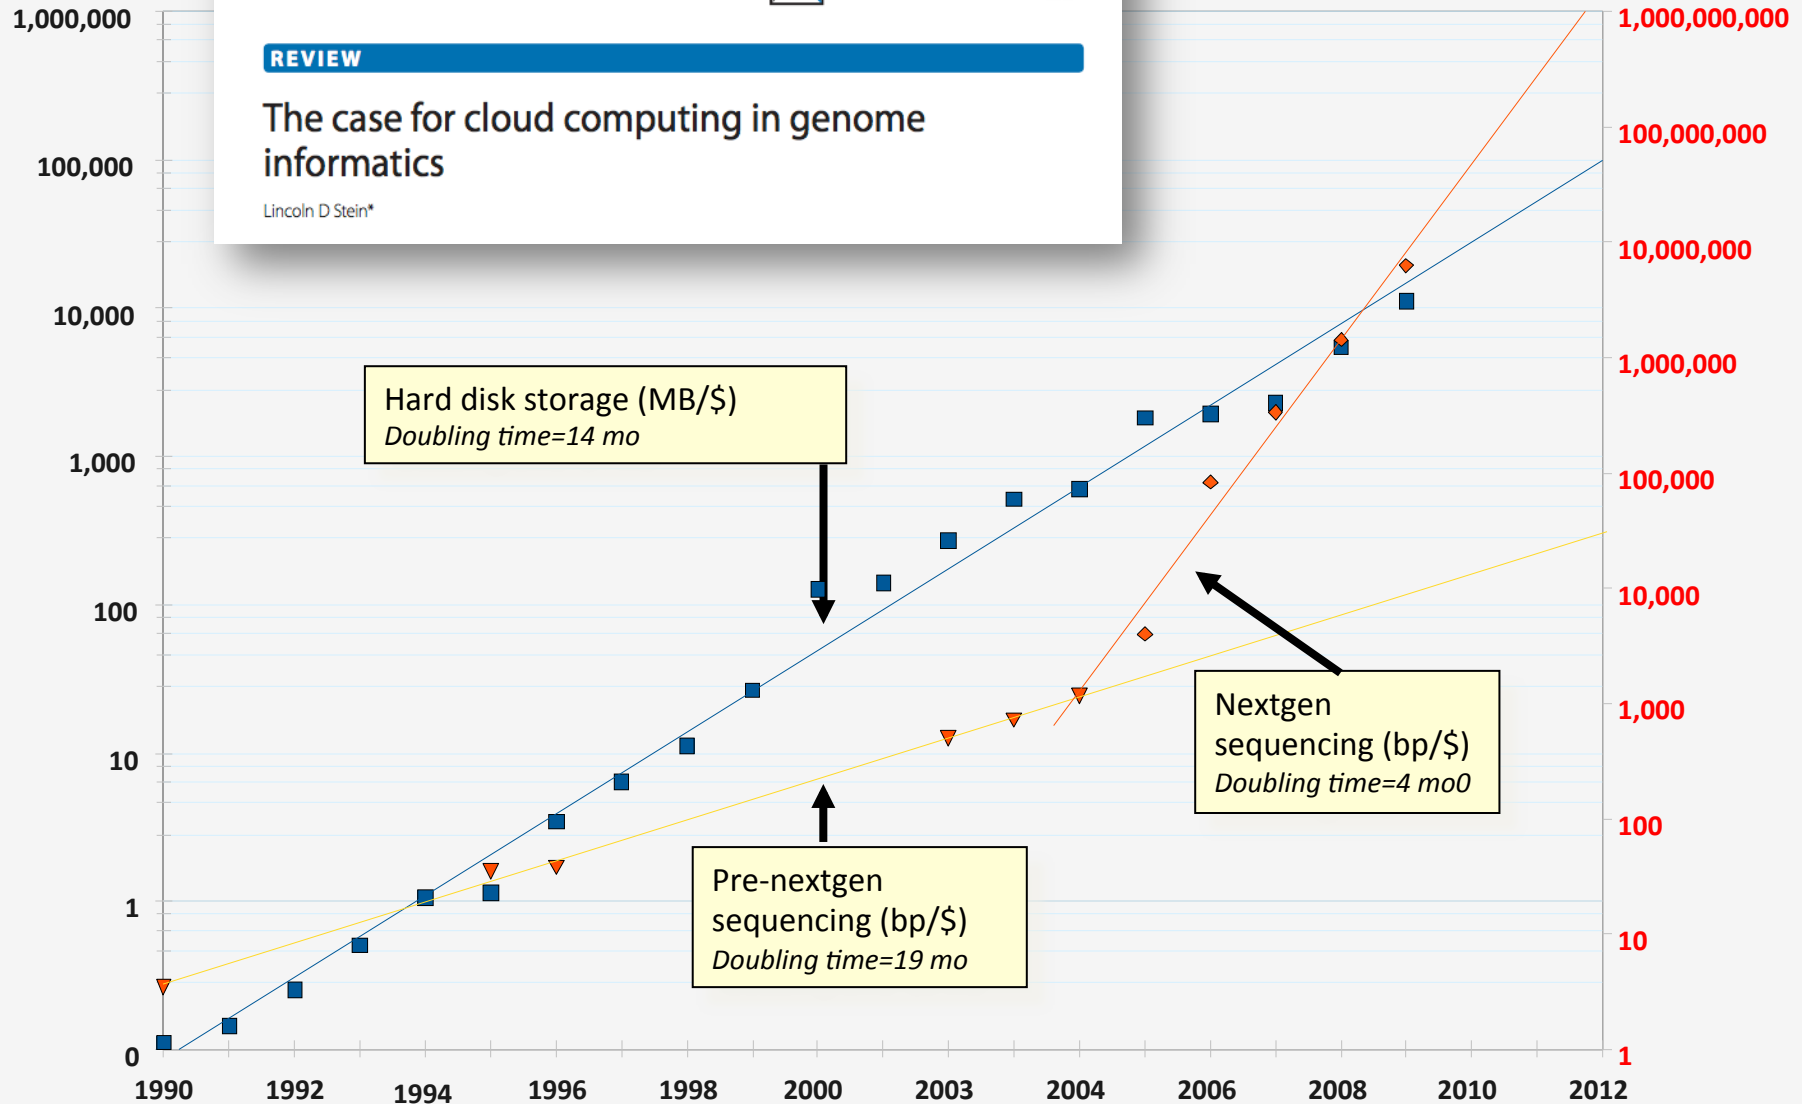 1,000,000
100,000
10,000
1,000
100
10
1
0
REVIEW
The case for cloud computing in genome
informatics
Lincoln D Stein*
Hard disk storage (MB/$)
Doubling time=14 mo
Pre-nextgen
sequencing (bp/$)
Doubling time=19 mo
Nextgen
sequencing (bp/$)
Doubling time=4 mo0
1,000,000,000
100,000,000
10,000,000
1,000,000
100,000
10,000
1,000
100
10
1
1990 1992 1994 1996 1998 2000 2003 2004 2006 2008 2010 2012